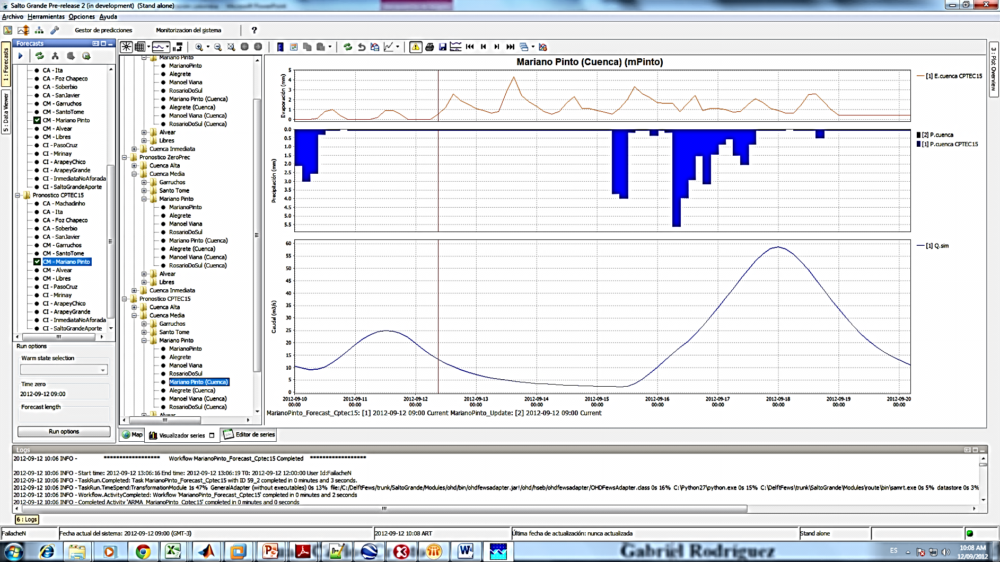 Salto Grande Pre-release 2 (in development) (Stand alone)
Archivo Herramientas Opciones Ayuda
Gestor de predicciones Monitorizacion del sistema ?
1 : Forecasts
5 : Data Viewer
Forecasts
CA - Ita
CA - Foz Chapeco
CA - Soberbio
CA - SanJavier
CM - Garruchos
CM - SantoTome
CM - Mariano Pinto
CM - Alvear
CM - Libres
CI - PasoCruz
CI - Mirinay
CI - ArapeyChico
CI - ArapeyGrande
CI - InmediataNoAforada
CI - SaltoGrandeAporte
Pronostico CPTEC15
CA - Machadinho
CA - Ita
CA - Foz Chapeco
CA - Soberbio
CA - SanJavier
CM - Garruchos
CM - SantoTome
CM - Mariano Pinto
CM - Alvear
CM - Libres
CI - PasoCruz
CI - Mirinay
CI - ArapeyChico
CI - ArapeyGrande
CI - InmediataNoAforada
CI - SaltoGrandeAporte
Run options
Warm state selection
Time zero
2012-09-12 09:00
Forecast length
Run options
Mariano Pinto
MarianoPinto
Alegrete
Manoel Viana
RosarioDoSul
Mariano Pinto (Cuenca)
Alegrete (Cuenca)
Manoel Viana (Cuenca)
RosarioDoSul (Cuenca)
Alvear
Libres
Cuenca Inmediata
Pronostico ZeroPrec
Cuenca Alta
Cuenca Media
Garruchos
Santo Tome
Mariano Pinto
MarianoPinto
Alegrete
Manoel Viana
RosarioDoSul
Mariano Pinto (Cuenca)
Alegrete (Cuenca)
Manoel Viana (Cuenca)
RosarioDoSul (Cuenca)
Alvear
Libres
Cuenca Inmediata
Pronostico CPTEC15
Cuenca Alta
Cuenca Media
Garruchos
Santo Tome
Mariano Pinto
MarianoPinto
Alegrete
Manoel Viana
RosarioDoSul
Mariano Pinto (Cuenca)
Alegrete (Cuenca)
Manoel Viana (Cuenca)
RosarioDoSul (Cuenca)
Alvear
Map Visualizador series Editor de series
Mariano Pinto (Cuenca) (mPinto)
Evaporación (mm)
5
4
3
2
1
0
[1] E.cuenca CPTEC15
Precipitación (mm)
0.0
0.5
1.0
1.5
2.0
2.5
3.0
3.5
4.0
4.5
5.0
5.5
[2] P.cuenca
[1] P.cuenca CPTEC15
Caudal (m3/s)
60
55
50
45
40
35
30
25
20
15
10
5
0
[1] Q.sim
2012-09-10 2012-09-11 2012-09-12 2012-09-13 2012-09-14 2012-09-15 2012-09-16 2012-09-17 2012-09-18 2012-09-19 2012-09-20
00:00 00:00 00:00 00:00 00:00 00:00 00:00 00:00 00:00 00:00 00:00
MarianoPinto_Forecast_Cptec15: [1] 2012-09-12 09:00 Current MarianoPinto_Update: [2] 2012-09-12 09:00 Current
3 : Plot Overview
Logs
2012-09-12 10:06 INFO - ****************** Workflow MarianoPinto_Forecast_Cptec15 Completed ******************
2012-09-12 10:06 INFO - Start time: 2012-09-12 13:06:16 End time: 2012-09-12 13:06:19 T0: 2012-09-12 12:00:00 User Id:FailacheN
2012-09-12 10:06 INFO - TaskRun.Completed: Task MarianoPinto_Forecast_Cptec15 with ID 59_2 completed in 0 minutes and 3 seconds.
2012-09-12 10:06 INFO - TaskRun.TimeSpend:TransformationModule 1s 47% GeneralAdapter (without executables) 0s 13% file:/C:/DelftFews/trunk/SaltoGrande/Modules/ohd/bin/ohdfewsadapter.jar!/ohd/hseb/ohdfewsadapter/OHDFewsAdapter.class 0s 16% C:\Python27\python.exe 0s 15% C:\DelftFews\trunk\SaltoGrande\Modules\route\bin\samrt.exe 0s 5% datastore 0s 3%
2012-09-12 10:06 INFO - Workflow.ActivityCompleted: Workflow 'MarianoPinto_Forecast_Cptec15' completed in 0 minutes and 2 seconds
2012-09-12 10:06 INFO - Completed Activity 'ARMA_MarianoPinto_Cptec15' completed in 0 minutes and 0 seconds
6 : Logs
FailacheN Fecha actual del sistema: 2012-09-12 09:00 (GMT-3) 2012-09-12 10:08 ART Última fecha de actualización: nunca actualizada Stand alone
Gabriel Rodríguez
ES 10:08 AM
12/09/2012